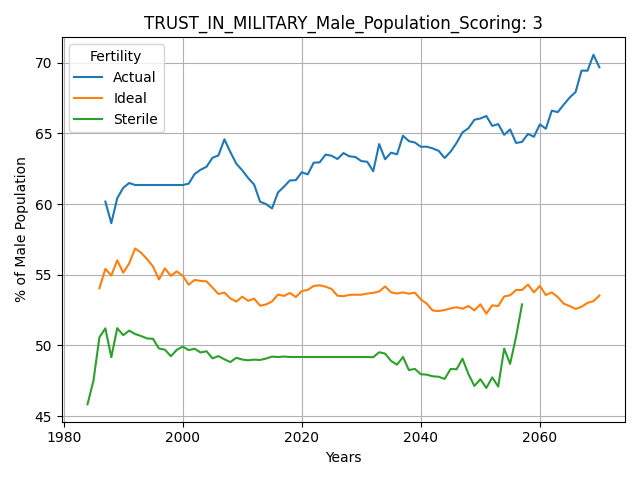 TRUST_IN_MILITARY_Male_Population_Scoring: 3
Fertility
Actual
Ideal
Sterile
% of Male Population
70
65
60
55
50
45
1980
2000
2020
2040
2060
Years